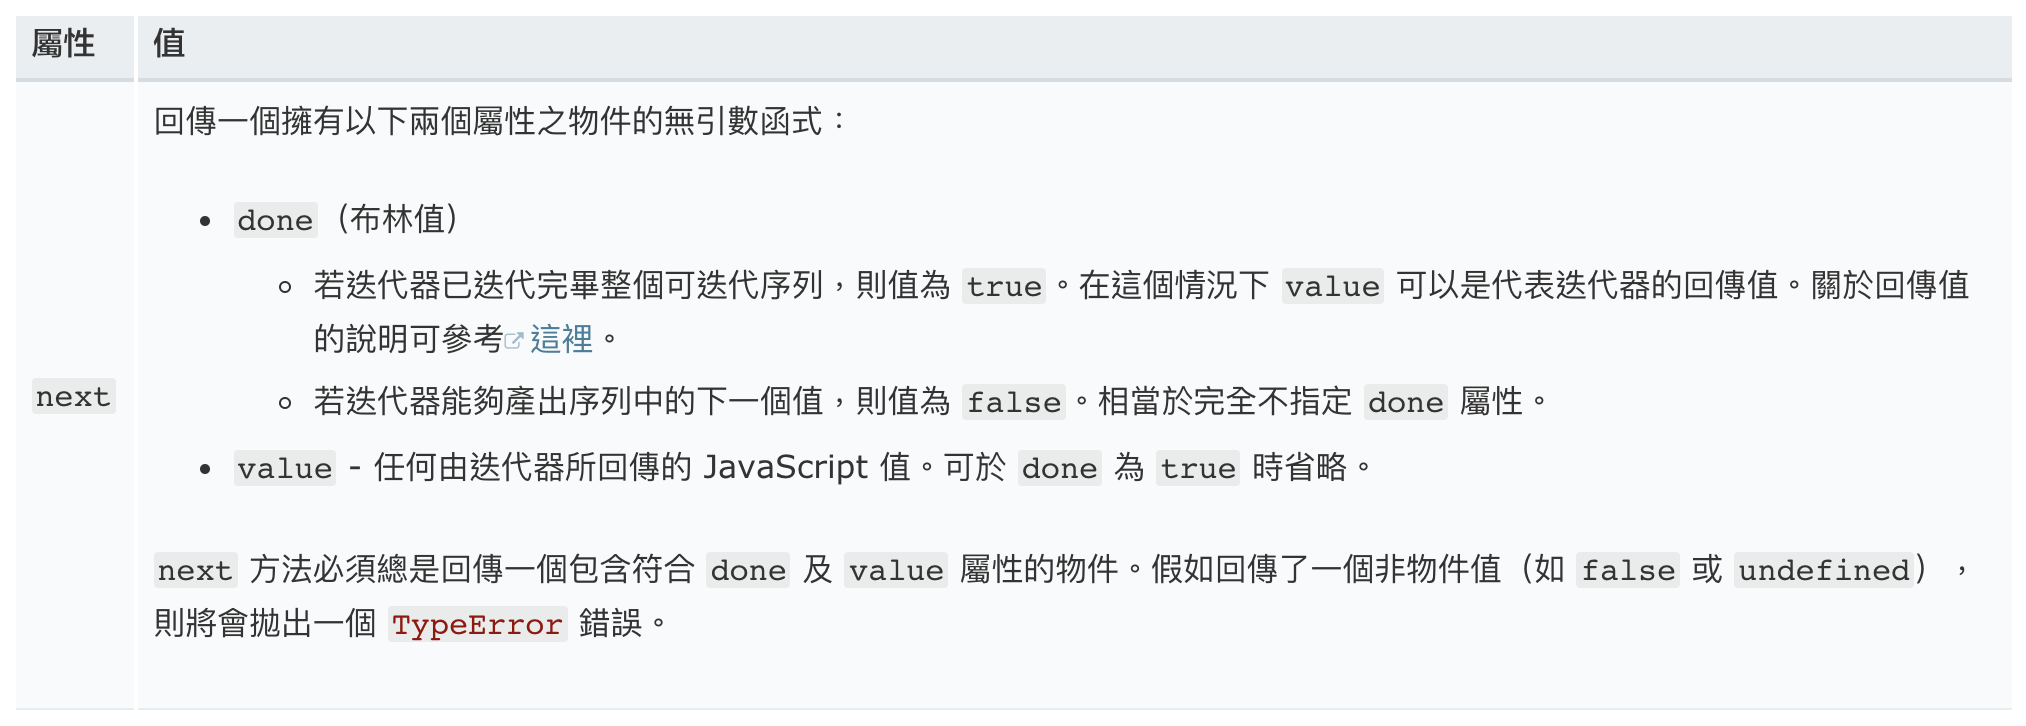 屬性 值
回傳一個擁有以下兩個屬性之物件的無引數函式：
• done（布林值）
◦ 若迭代器已迭代完畢整個可迭代序列，則值為 true。在這個情況下 value 可以是代表迭代器的回傳值。關於回傳值
的說明可參考 這裡。
next
◦ 若迭代器能夠產出序列中的下一個值，則值為 false。相當於完全不指定 done 屬性。
• value - 任何由迭代器所回傳的 JavaScript 值。可於 done 為 true 時省略。
next 方法必須總是回傳一個包含符合 done 及 value 屬性的物件。假如回傳了一個非物件值（如 false 或 undefined），
則將會拋出一個 TypeError 錯誤。